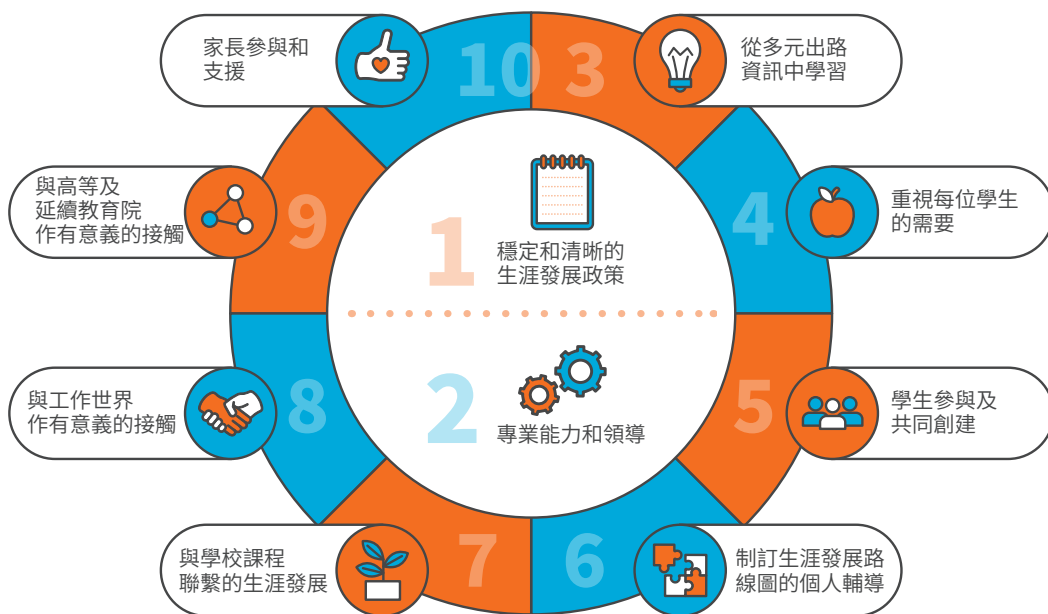 1
穩定和清晰的
生涯發展政策
2
專業能力和領導
3
從多元出路
資訊中學習
4
重視每位學生
的需要
5
學生參與及
共同創建
6
制訂生涯發展路
線圖的個人輔導
7
與學校課程
聯繫的生涯發展
8
與工作世界
作有意義的接觸
9
與高等及
延續教育院
作有意義的接觸
10
家長參與和
支援